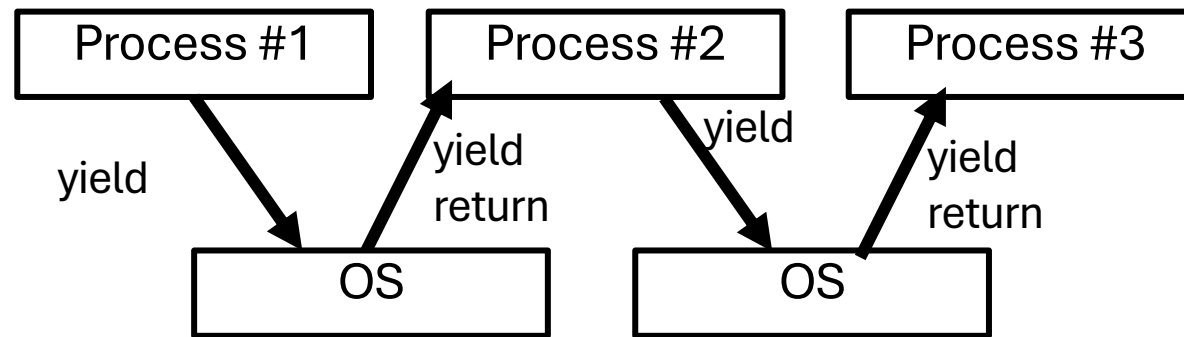 Process #1
Process #2
Process #3
yield
yield
return
yield
yield
return
OS
OS